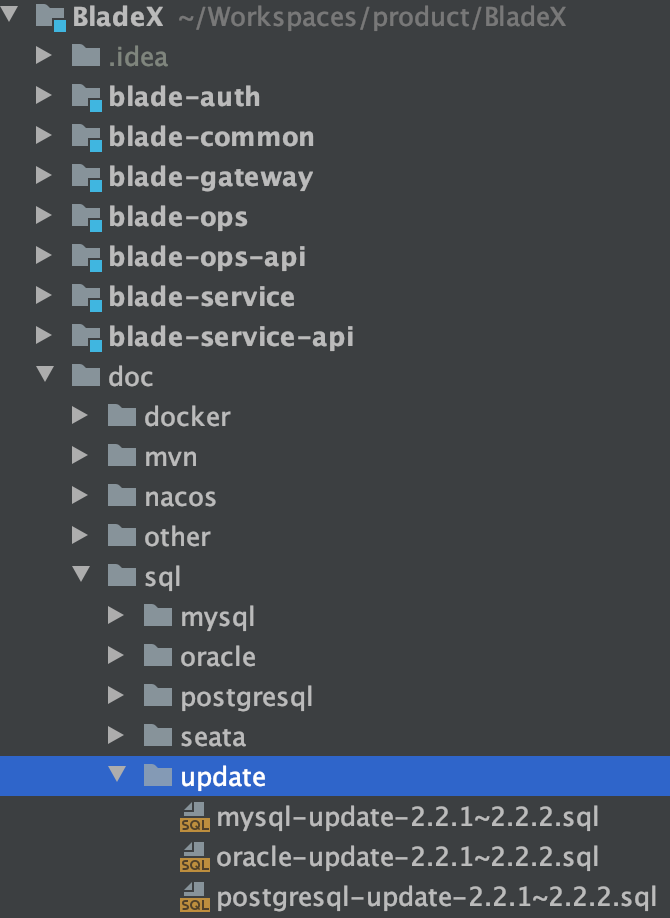 BladeX ~/Workspaces/product/BladeX
.idea
blade-auth
blade-common
blade-gateway
blade-ops
blade-ops-api
blade-service
blade-service-api
doc
docker
mvn
nacos
other
sql
mysql
oracle
postgresql
seata
update
SQL mysql-update-2.2.1~2.2.2.sql
SQL oracle-update-2.2.1~2.2.2.sql
SQL postgresql-update-2.2.1~2.2.2.sql